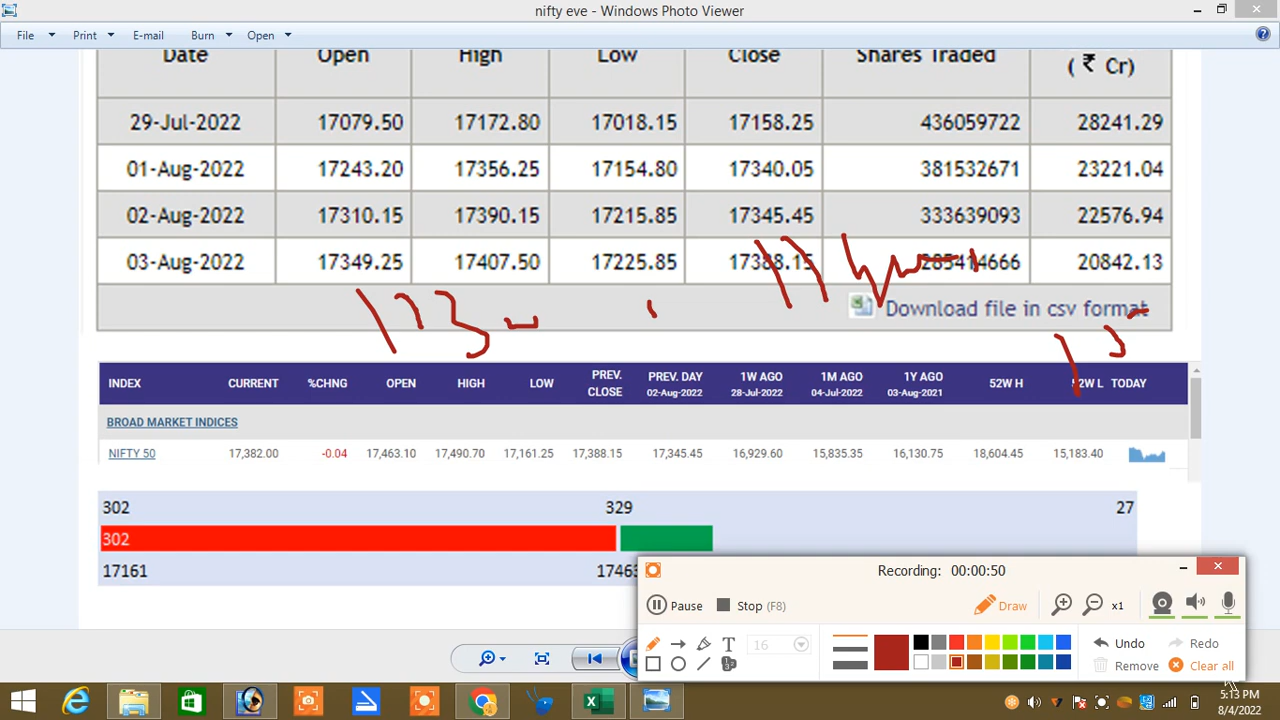 nifty eve - Windows Photo Viewer
File Print E-mail Burn Open
Date Open High Low Close Shares Traded ( ₹ Cr)
29-Jul-2022 17079.50 17172.80 17018.15 17158.25 436059722 28241.29
01-Aug-2022 17243.20 17356.25 17154.80 17340.05 381532671 23221.04
02-Aug-2022 17310.15 17390.15 17215.85 17345.45 333639093 22576.94
03-Aug-2022 17349.25 17407.50 17225.85 17388.15 285414666 20842.13
Download file in csv format
INDEX CURRENT %CHNG OPEN HIGH LOW PREV. CLOSE PREV. DAY 02-Aug-2022 1W AGO 28-Jul-2022 1M AGO 04-Jul-2022 1Y AGO 03-Aug-2021 52W H 52W L TODAY
BROAD MARKET INDICES
NIFTY 50 17,382.00 -0.04 17,463.10 17,490.70 17,161.25 17,388.15 17,345.45 16,929.60 15,835.35 16,130.75 18,604.45 15,183.40
302 329 27
302
17161 17463
Recording: 00:00:50
Pause Stop (F8) Draw x1
T 16 Undo Redo
Remove Clear all
5:13 PM
8/4/2022